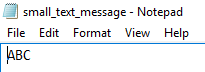 small_text_message - Notepad
File Edit Format View Help
ABC